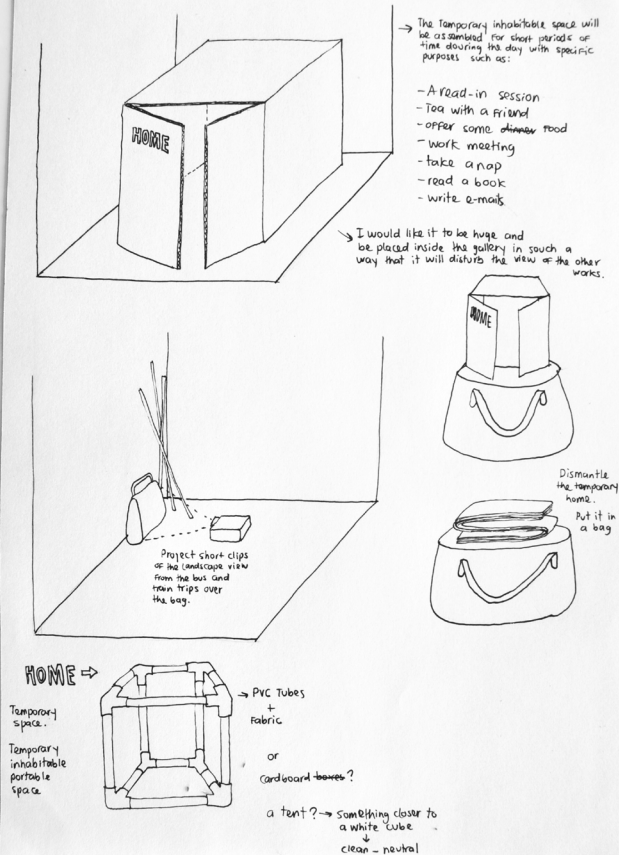 The Temporary inhabitable space will
be assembled for short periods of
time douring the day with specific
purposes such as:
- A read-in session
- Tea with a friend
- offer some dinner food
- work meeting
- take a nap
- read a book
- write e-mails
I would like it to be huge and
be placed inside the gallery in souch a
way that it will disturb the view of the other
works.
HOME
HOME
Dismantle
the temporary
home.
Put it in
a bag
Project short clips
of the landscape view
from the bus and
train trips over
the bag.
HOME
Temporary
space.
Temporary
inhabitable
portable
space
PVC Tubes
+
Fabric
or
cardboard boxes?
a tent? → something closer to
a white cube
↓
clean - neutral